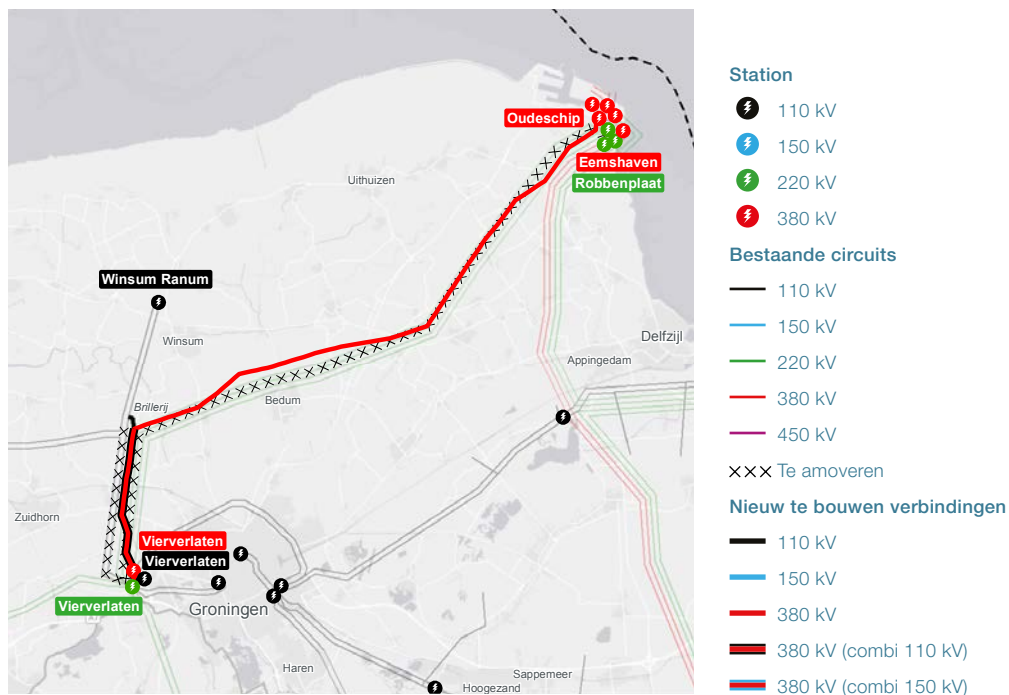 Oudeschip
Eemshaven
Robbenplaat
Uithuizen
Winsum Ranum
Winsum
Delfzijl
Appingedam
Brillerij
Bedum
Zuidhorn
Vierverlaten
Vierverlaten
Vierverlaten
Groningen
Haren
Sappemeer
Hoogezand
Station
110 kV
150 kV
220 kV
380 kV
Bestaande circuits
110 kV
150 kV
220 kV
380 kV
450 kV
Te amoveren
Nieuw te bouwen verbindingen
110 kV
150 kV
380 kV
380 kV (combi 110 kV)
380 kV (combi 150 kV)